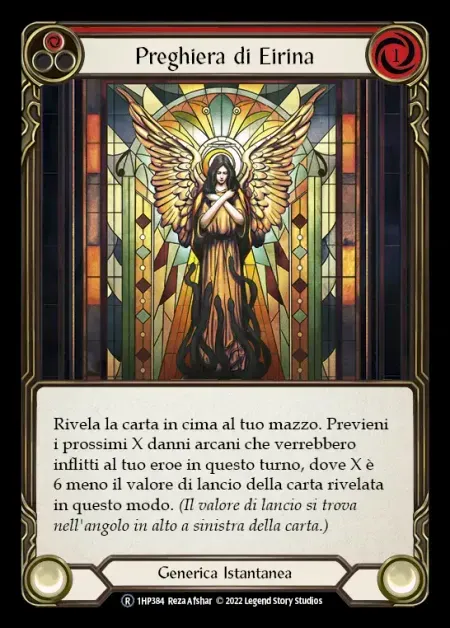 Preghiera di Eirina
1
Rivela la carta in cima al tuo mazzo. Previeni
i prossimi X danni arcani che verrebbero
inflitti al tuo eroe in questo turno, dove X è
6 meno il valore di lancio della carta rivelata
in questo modo. (Il valore di lancio si trova
nell'angolo in alto a sinistra della carta.)
Generica Istantanea
R 1HP384 Reza Afshar © 2022 Legend Story Studios